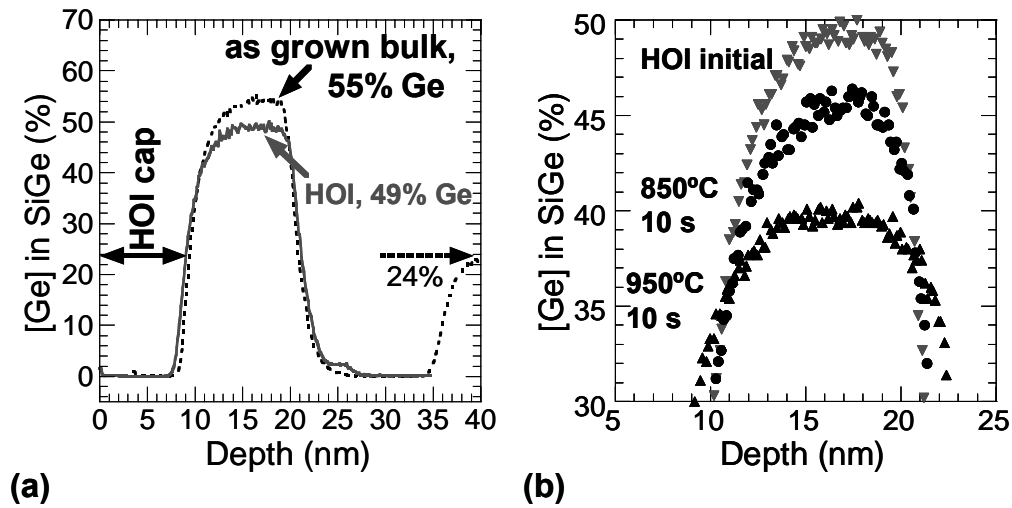 70
60
50
40
30
20
10
0
[Ge] in SiGe (%)
as grown bulk,
55% Ge
HOI cap
HOI, 49% Ge
24%
0 5 10 15 20 25 30 35 40
Depth (nm)
(a)
50
45
40
35
30
[Ge] in SiGe (%)
HOI initial
850ºC
10 s
950ºC
10 s
5 10 15 20 25
Depth (nm)
(b)